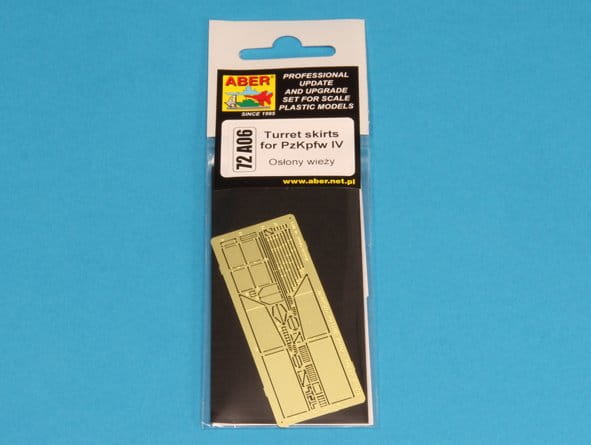 ABER
SINCE 1995
PROFESSIONAL
UPDATE
AND UPGRADE
SET FOR SCALE
PLASTIC MODELS
72 A06
Turret skirts
for PzKpfw IV
Osłony wieży
www.aber.net.pl